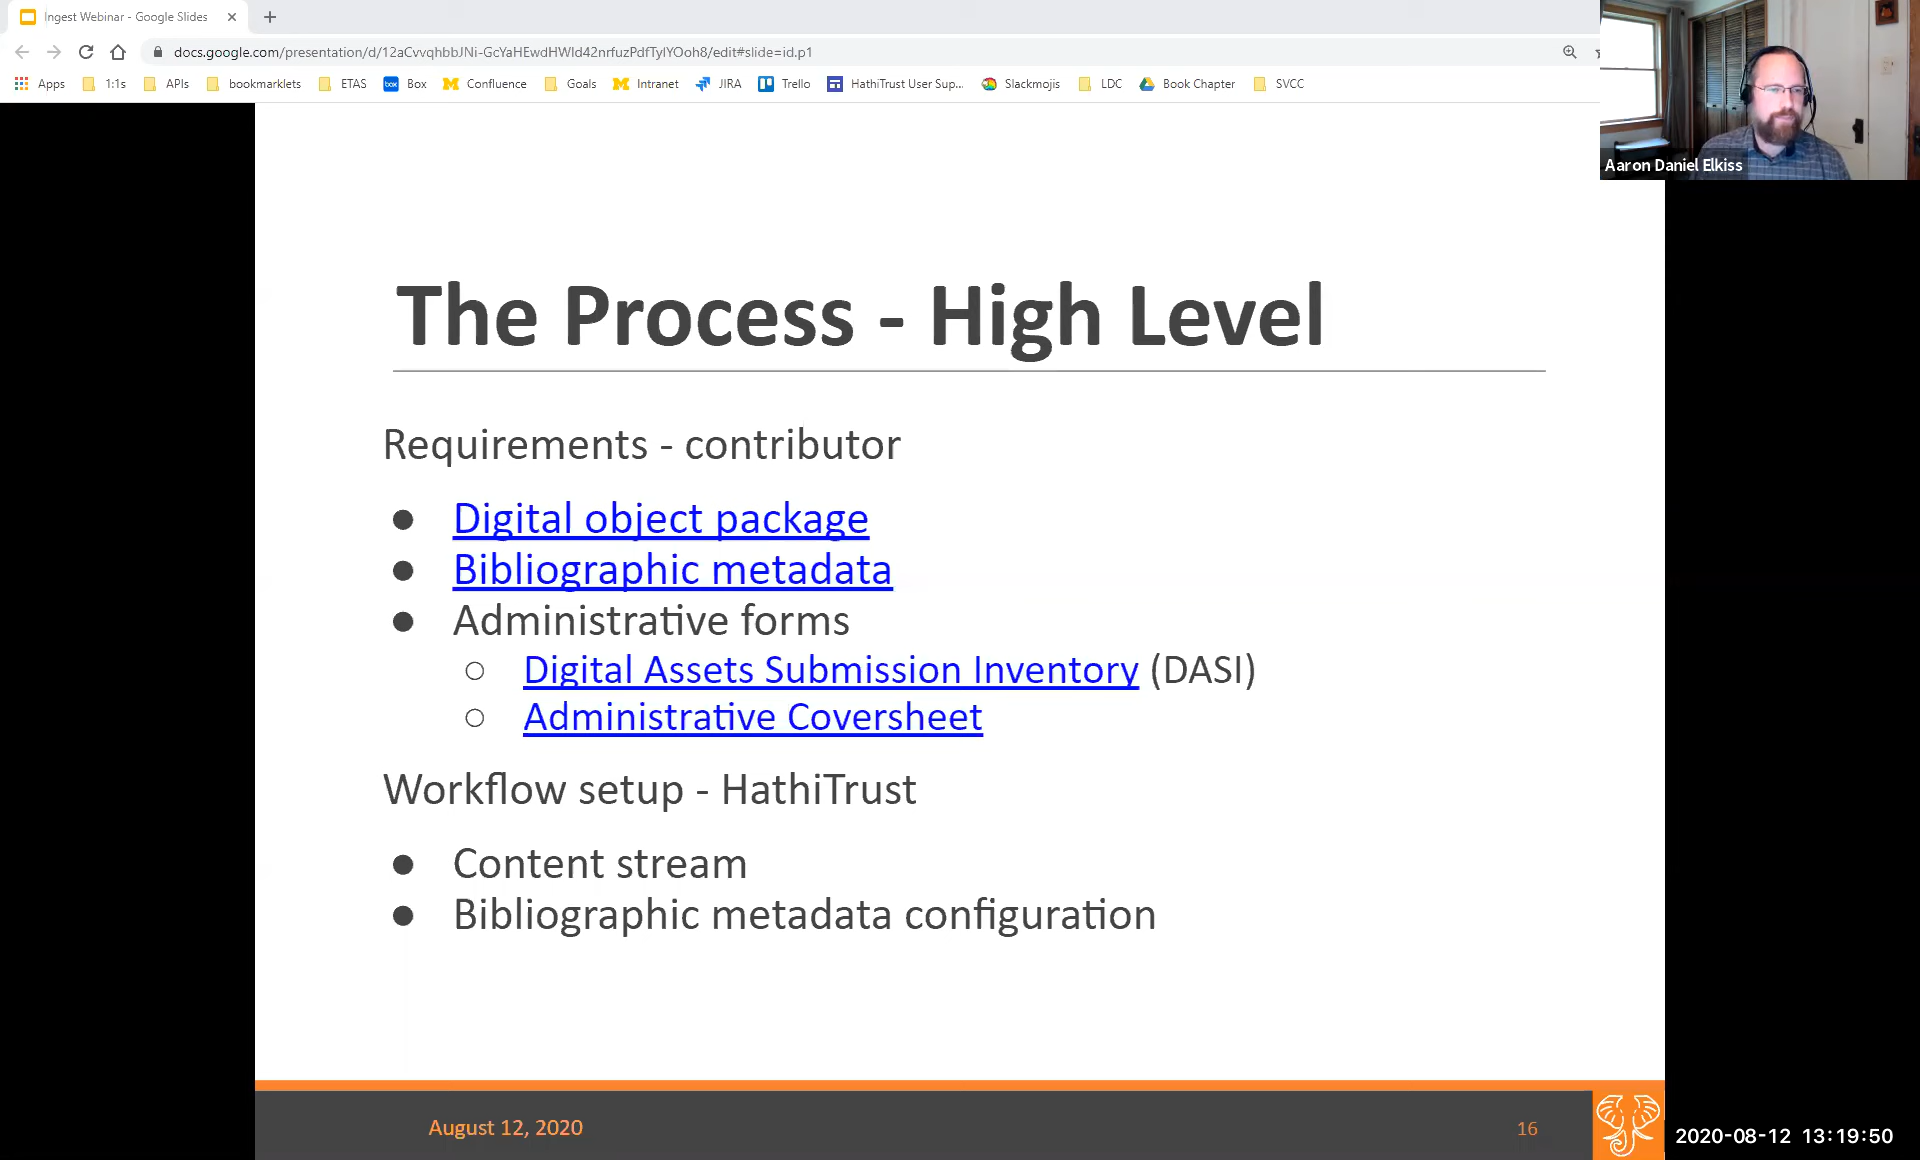 Ingest Webinar - Google Slides
docs.google.com/presentation/d/12aCvvqhbbJNi-GcYaHEwdHWId42nrfuzPdfTylYOoh8/edit#slide=id.p1
Apps 1:1s APIs bookmarklets ETAS box Box Confluence Goals Intranet JIRA Trello HathiTrust User Sup... Slackmojis LDC Book Chapter SVCC
Aaron Daniel Elkiss
The Process - High Level
Requirements - contributor
Digital object package
Bibliographic metadata
Administrative forms
Digital Assets Submission Inventory (DASI)
Administrative Coversheet
Workflow setup - HathiTrust
Content stream
Bibliographic metadata configuration
August 12, 2020
16
2020-08-12 13:19:50